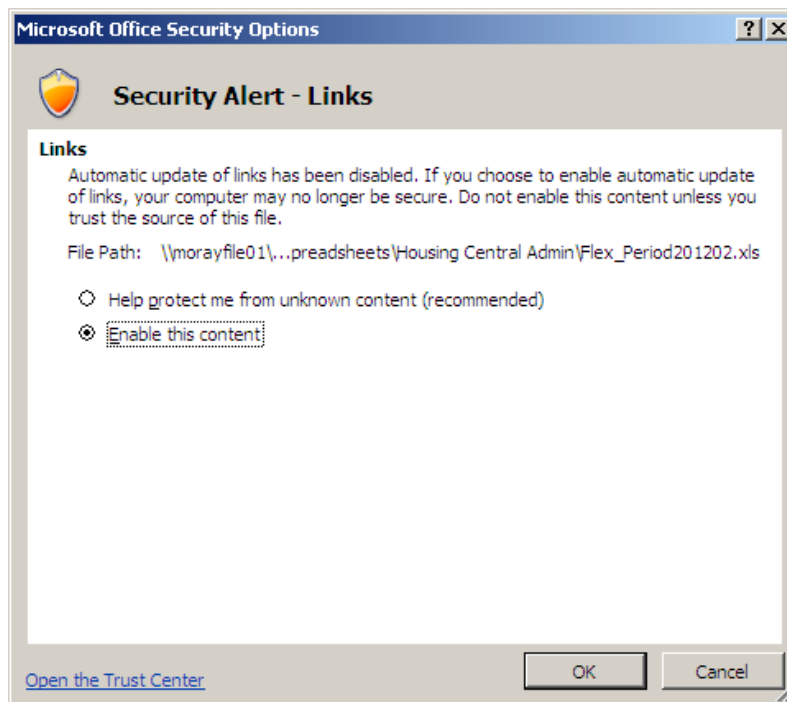 Microsoft Office Security Options
Security Alert - Links
Links
Automatic update of links has been disabled. If you choose to enable automatic update
of links, your computer may no longer be secure. Do not enable this content unless you
trust the source of this file.
File Path: \\morayfile01\...preadsheets\Housing Central Admin\Flex_Period201202.xls
Help protect me from unknown content (recommended)
Enable this content
Open the Trust Center
OK
Cancel